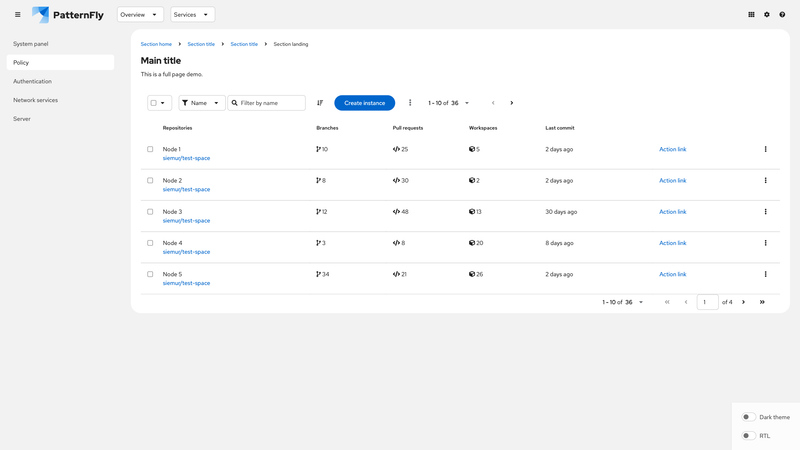 PatternFly Overview Services
System panel
Policy
Authentication
Network services
Server
Section home Section title Section title Section landing
Main title
This is a full page demo.
Name Filter by name Create instance 1 - 10 of 36
Repositories Branches Pull requests Workspaces Last commit
Node 1 10 25 5 2 days ago Action link
siemur/test-space
Node 2 8 30 2 2 days ago Action link
siemur/test-space
Node 3 12 48 13 30 days ago Action link
siemur/test-space
Node 4 3 8 20 8 days ago Action link
siemur/test-space
Node 5 34 21 26 2 days ago Action link
siemur/test-space
1 - 10 of 36 1 of 4
Dark theme
RTL